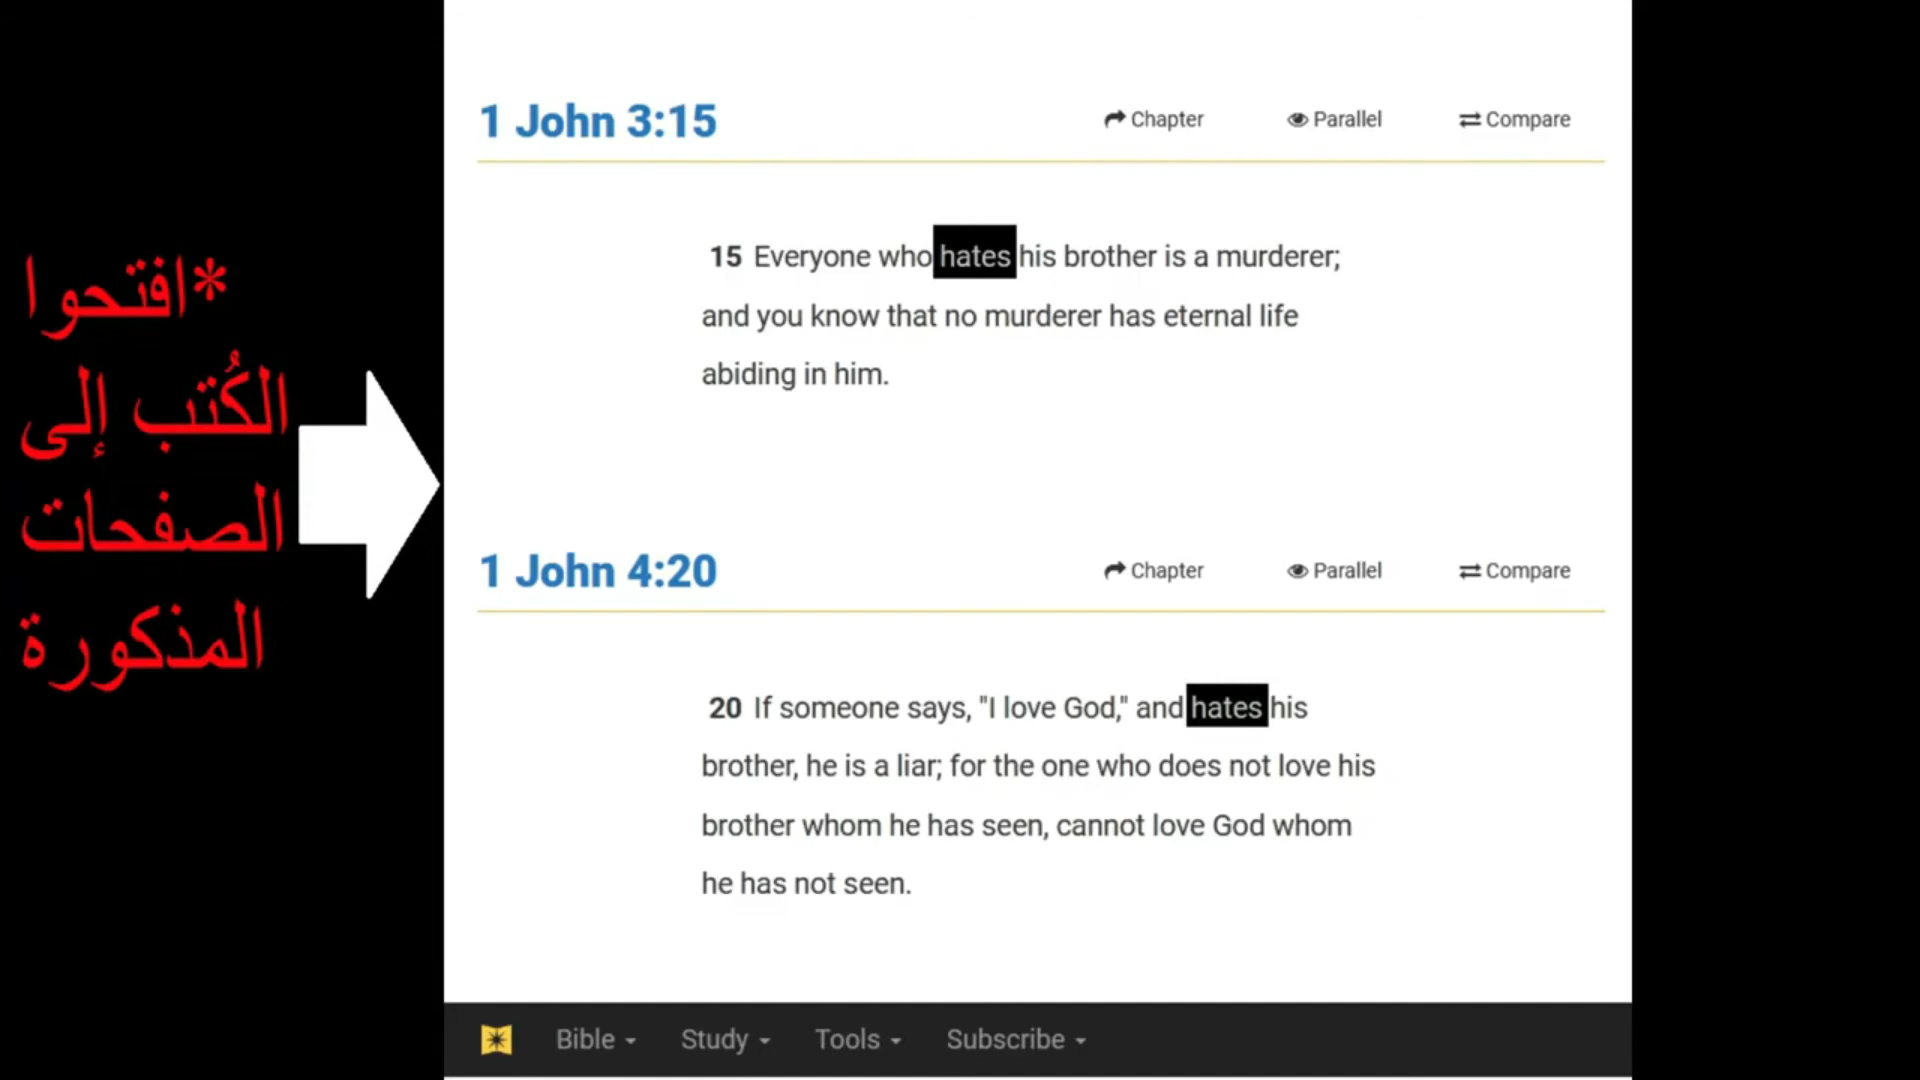 *افتحوا
الكُتب إلى
الصفحات
المذكورة
1 John 3:15
Chapter
Parallel
Compare
15 Everyone who hates his brother is a murderer;
and you know that no murderer has eternal life
abiding in him.
1 John 4:20
Chapter
Parallel
Compare
20 If someone says, "I love God," and hates his
brother, he is a liar; for the one who does not love his
brother whom he has seen, cannot love God whom
he has not seen.
Bible
Study
Tools
Subscribe